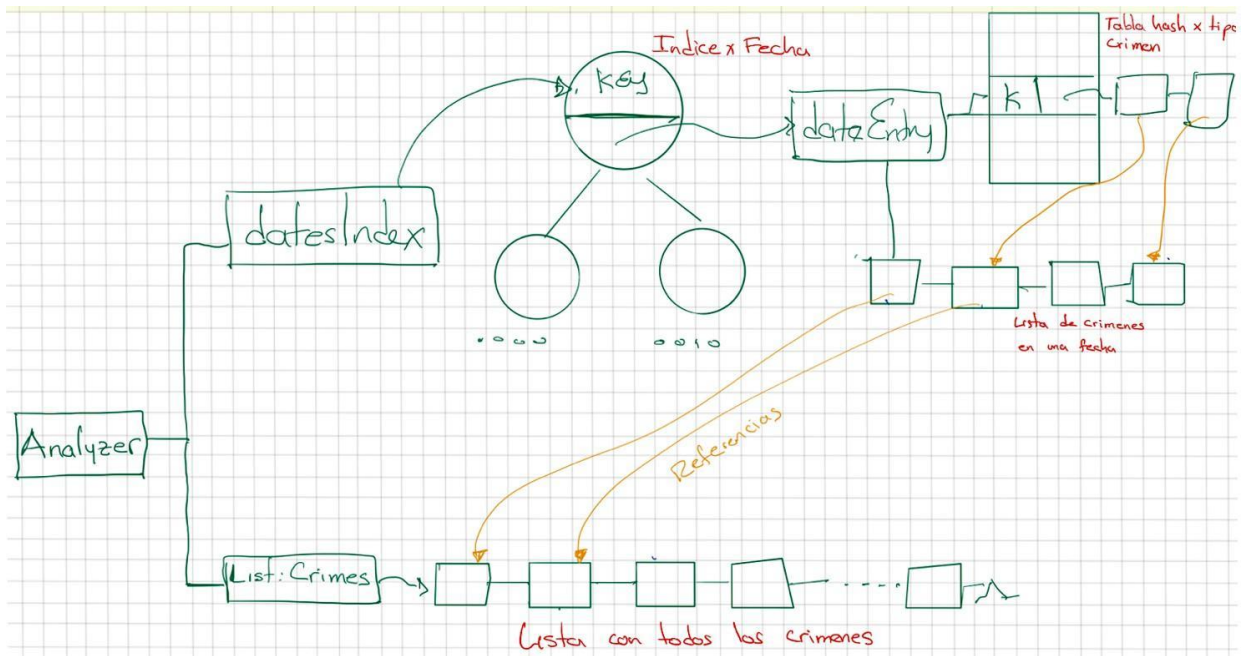 Indice x Fecha
Tabla hash x tipo
Crimen
Key
k
dateEntry
datesIndex
Lista de crimenes
en una fecha
Analyzer
Referencias
List: Crimes
Lista con todos los crimenes